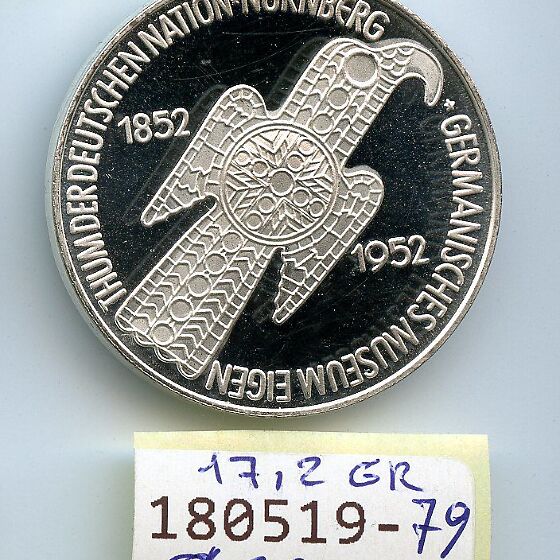 GERMANISCHES MUSEUM EIGEN
THUM DER DEUTSCHEN NATION·NÜRNBERG
1852
1952
17,2 GR
180519-79